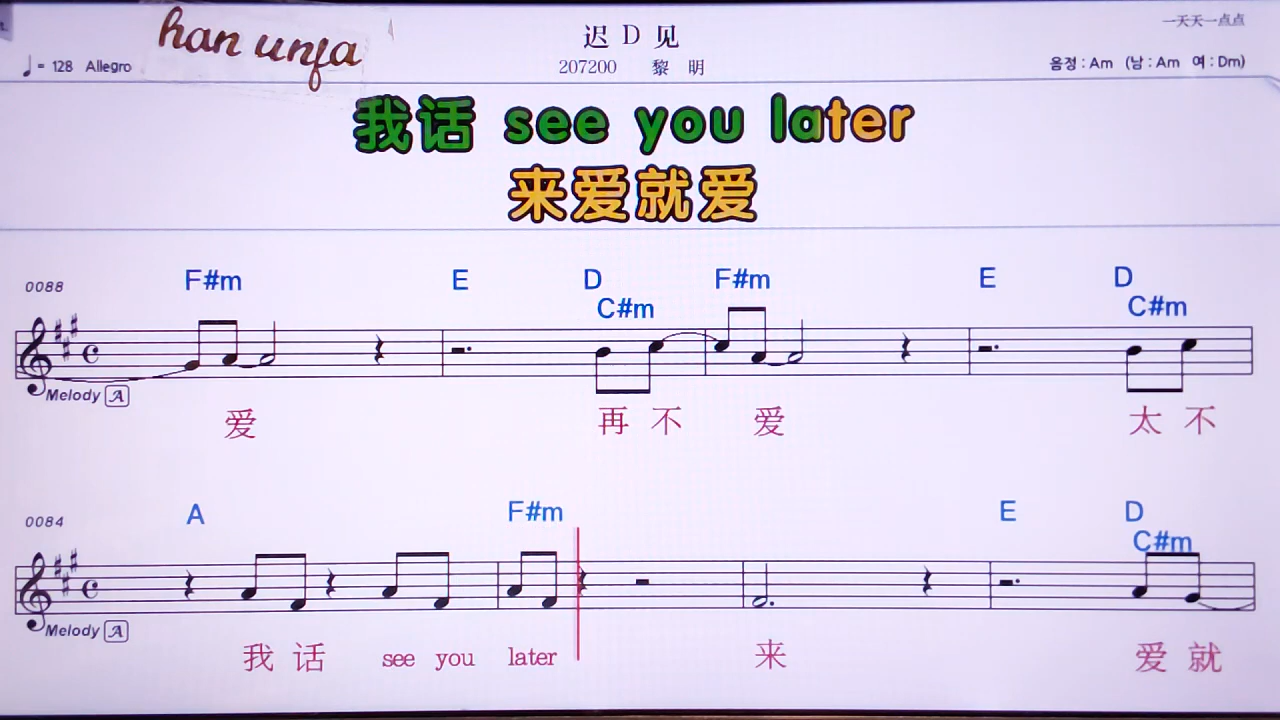 han unfa
迟 D 见
一天天一点点
♩= 128 Allegro
207200 黎 明
음정 : Am (남 : Am 여 : Dm)
我话 see you later
来爱就爱
0088
F#m E D F#m E D
C#m C#m
Melody A
爱 再 不 爱 太 不
0084
A F#m E D
C#m
Melody A
我 话 see you later 来 爱 就